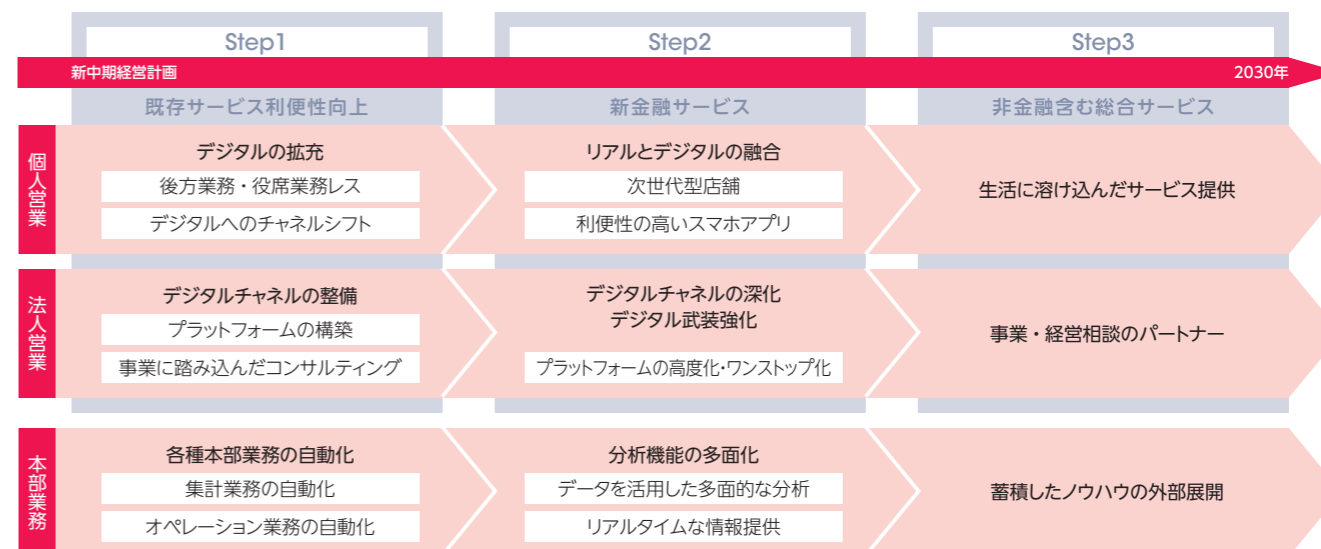 Step1
Step2
Step3
新中期経営計画
2030年
既存サービス利便性向上
新金融サービス
非金融含む総合サービス
個人営業
デジタルの拡充
後方業務・役席業務レス
デジタルへのチャネルシフト
リアルとデジタルの融合
次世代型店舗
利便性の高いスマホアプリ
生活に溶け込んだサービス提供
法人営業
デジタルチャネルの整備
プラットフォームの構築
事業に踏み込んだコンサルティング
デジタルチャネルの深化
デジタル武装強化
プラットフォームの高度化・ワンストップ化
事業・経営相談のパートナー
本部業務
各種本部業務の自動化
集計業務の自動化
オペレーション業務の自動化
分析機能の多面化
データを活用した多面的な分析
リアルタイムな情報提供
蓄積したノウハウの外部展開